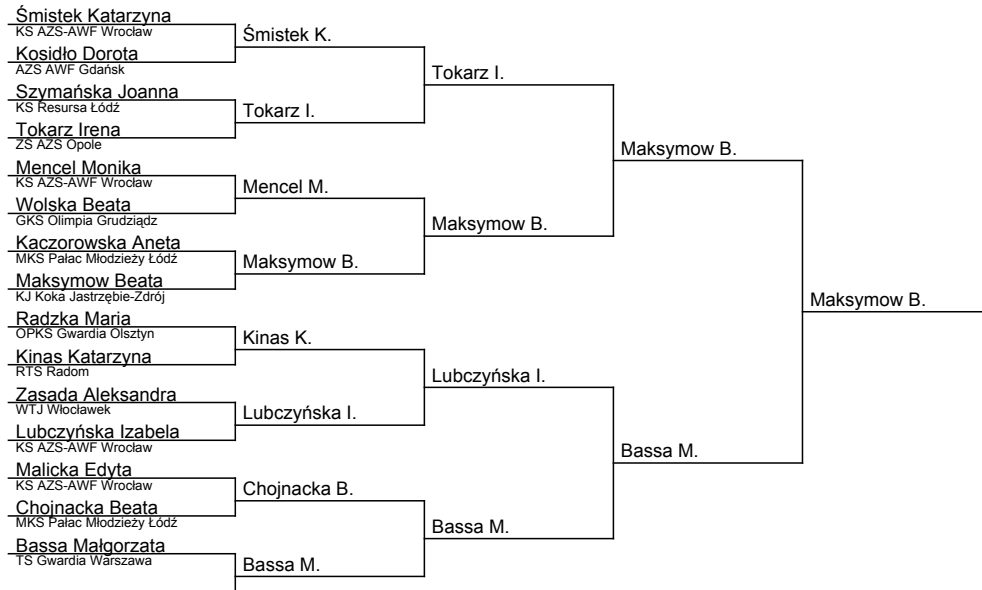 Śmistek Katarzyna
KS AZS-AWF Wrocław
Kosidło Dorota
AZS AWF Gdańsk
Szymańska Joanna
KS Resursa Łódź
Tokarz Irena
ZS AZS Opole
Mencel Monika
KS AZS-AWF Wrocław
Wolska Beata
GKS Olimpia Grudziądz
Kaczorowska Aneta
MKS Pałac Młodzieży Łódź
Maksymow Beata
KJ Koka Jastrzębie-Zdrój
Radzka Maria
OPKS Gwardia Olsztyn
Kinas Katarzyna
RTS Radom
Zasada Aleksandra
WTJ Włocławek
Lubczyńska Izabela
KS AZS-AWF Wrocław
Malicka Edyta
KS AZS-AWF Wrocław
Chojnacka Beata
MKS Pałac Młodzieży Łódź
Bassa Małgorzata
TS Gwardia Warszawa
Śmistek K.
Tokarz I.
Mencel M.
Maksymow B.
Kinas K.
Lubczyńska I.
Chojnacka B.
Bassa M.
Tokarz I.
Maksymow B.
Lubczyńska I.
Bassa M.
Maksymow B.
Bassa M.
Maksymow B.